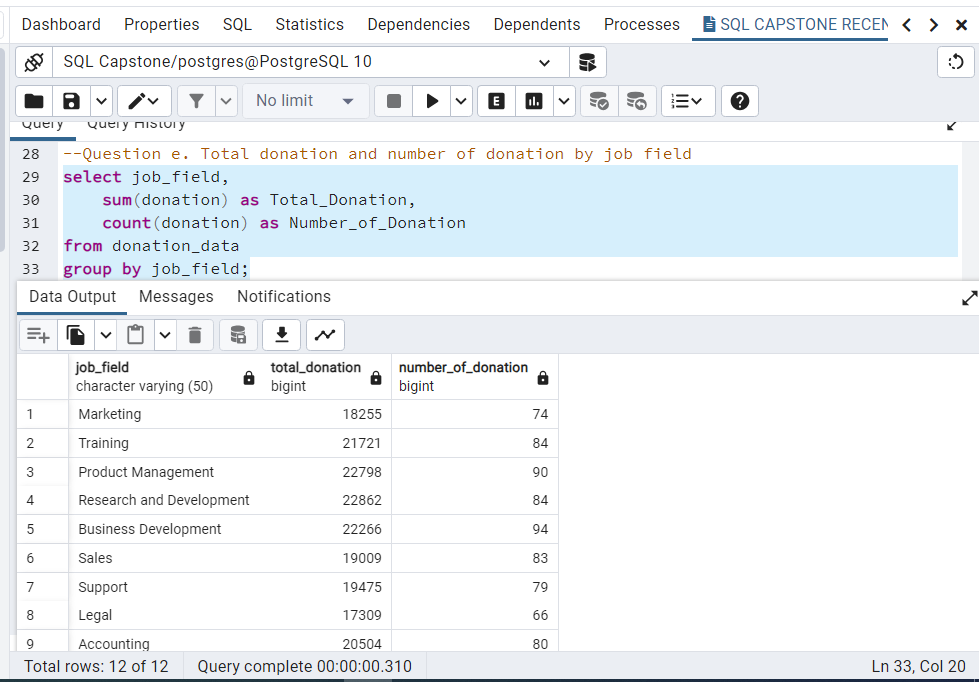 Dashboard Properties SQL Statistics Dependencies Dependents Processes SQL CAPSTONE RECEN
SQL Capstone/postgres@PostgreSQL 10
No limit E
Query Query History
28 --Question e. Total donation and number of donation by job field
29 select job_field,
30 sum(donation) as Total_Donation,
31 count(donation) as Number_of_Donation
32 from donation_data
33 group by job_field;
Data Output Messages Notifications
job_field total_donation number_of_donation
character varying (50) bigint bigint
1 Marketing 18255 74
2 Training 21721 84
3 Product Management 22798 90
4 Research and Development 22862 84
5 Business Development 22266 94
6 Sales 19009 83
7 Support 19475 79
8 Legal 17309 66
9 Accounting 20504 80
Total rows: 12 of 12 Query complete 00:00:00.310 Ln 33, Col 20